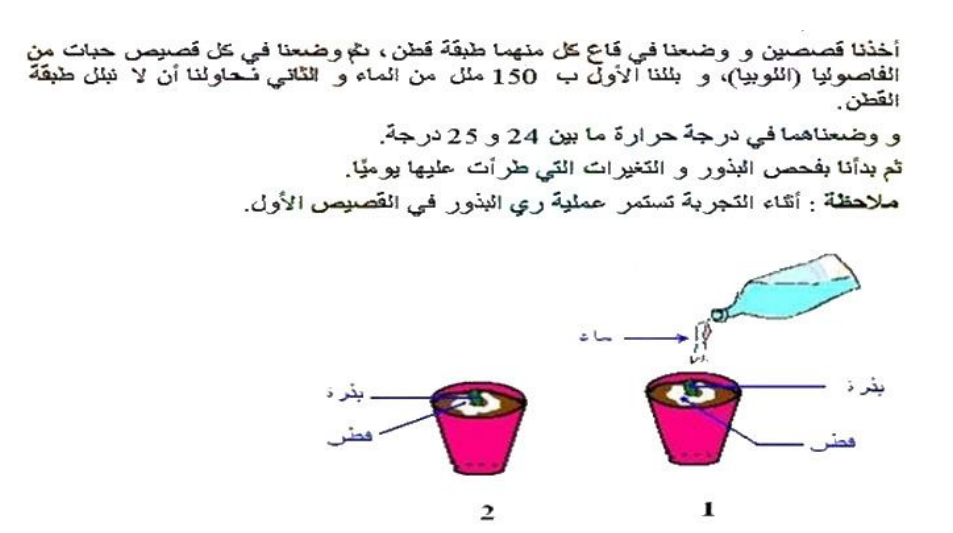 أخذنا قصصين و وضعنا في قاع كل منهما طبقة قطن ، ثم وضعنا في كل قصيص حبات من
الفاصوليا (اللوبيا)، و بللنا الأول ب 150 ملل من الماء و الثاني نحاولنا أن لا نبلل طبقة
القطن.
و وضعناهما في درجة حرارة ما بين 24 و 25 درجة.
ثم بدأنا بفحص البذور و التغيرات التي طرأت عليها يوميًا.
ملاحظة : أثناء التجربة تستمر عملية ري البذور في القصيص الأول.
بذرة
بذرة
قطن
قطن
1
2